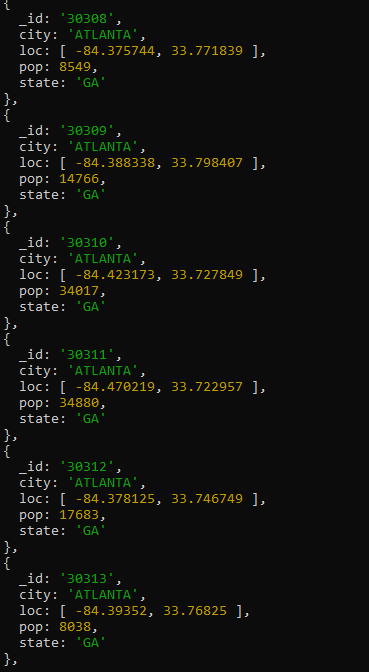 {
  _id: '30308',
  city: 'ATLANTA',
  loc: [ -84.375744, 33.771839 ],
  pop: 8549,
  state: 'GA'
},
{
  _id: '30309',
  city: 'ATLANTA',
  loc: [ -84.388338, 33.798407 ],
  pop: 14766,
  state: 'GA'
},
{
  _id: '30310',
  city: 'ATLANTA',
  loc: [ -84.423173, 33.727849 ],
  pop: 34017,
  state: 'GA'
},
{
  _id: '30311',
  city: 'ATLANTA',
  loc: [ -84.470219, 33.722957 ],
  pop: 34880,
  state: 'GA'
},
{
  _id: '30312',
  city: 'ATLANTA',
  loc: [ -84.378125, 33.746749 ],
  pop: 17683,
  state: 'GA'
},
{
  _id: '30313',
  city: 'ATLANTA',
  loc: [ -84.39352, 33.76825 ],
  pop: 8038,
  state: 'GA'
},